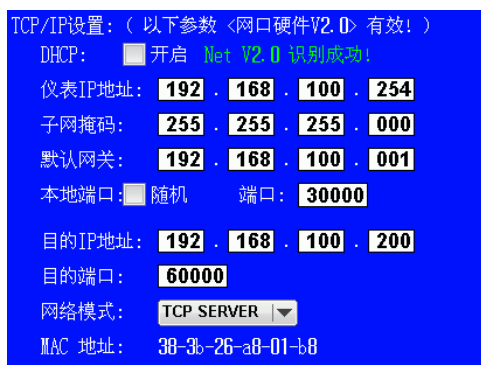 TCP/IP设置:（以下参数〈网口硬件V2.0〉有效!）
DHCP: 开启 Net V2.0 识别成功!
仪表IP地址: 192 . 168 . 100 . 254
子网掩码: 255 . 255 . 255 . 000
默认网关: 192 . 168 . 100 . 001
本地端口: 随机 端口: 30000
目的IP地址: 192 . 168 . 100 . 200
目的端口: 60000
网络模式: TCP SERVER
MAC 地址: 38-3b-26-a8-01-b8